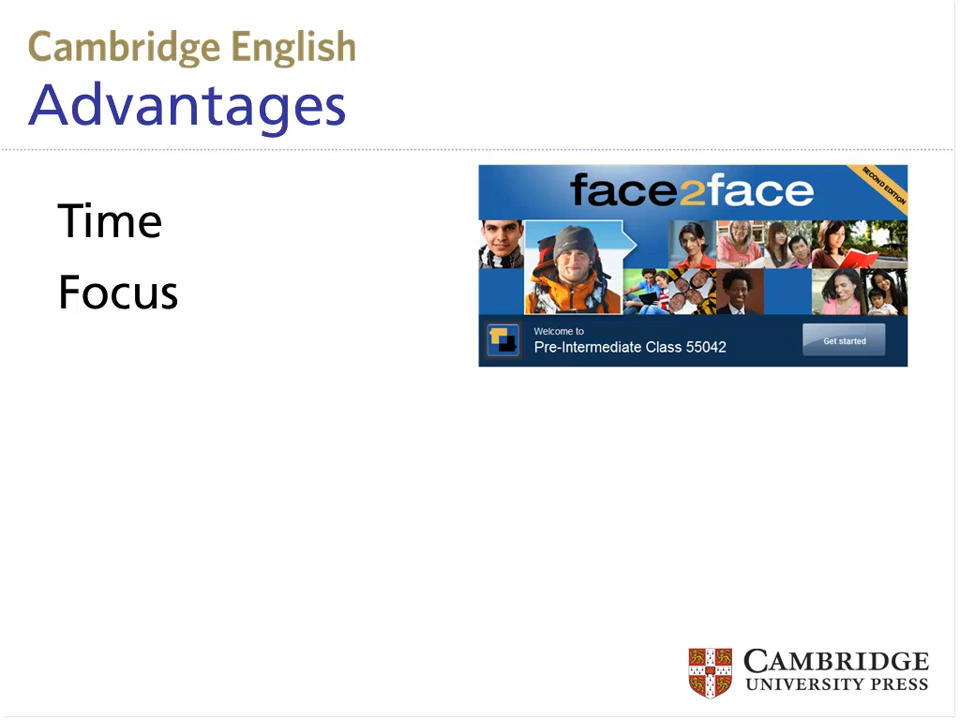 Cambridge English
Advantages
Time
Focus
face2face
SECOND EDITION
Welcome to
Pre-Intermediate Class 55042
Get started
CAMBRIDGE
UNIVERSITY PRESS